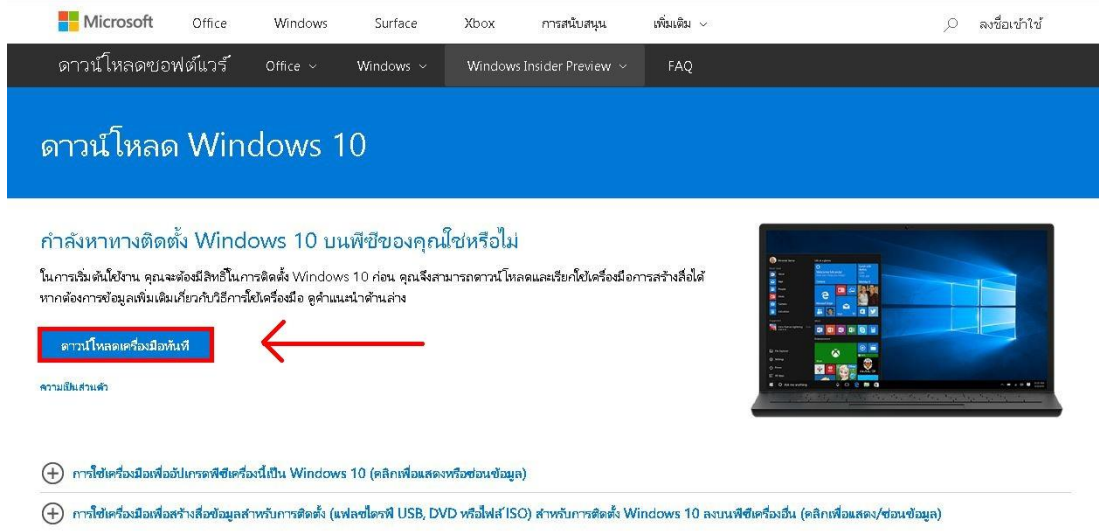 Microsoft Office Windows Surface Xbox การสนับสนุน เพิ่มเติม ลงชื่อเข้าใช้
ดาวน์โหลดซอฟต์แวร์ Office Windows Windows Insider Preview FAQ
ดาวน์โหลด Windows 10
กำลังหาทางติดตั้ง Windows 10 บนพีซีของคุณใช่หรือไม่
ในการเริ่มต้นใช้งาน คุณจะต้องมีสิทธิ์ในการติดตั้ง Windows 10 ก่อน คุณจึงสามารถดาวน์โหลดและเรียกใช้เครื่องมือการสร้างสื่อได้
หากต้องการข้อมูลเพิ่มเติมเกี่ยวกับวิธีการใช้เครื่องมือ ดูคำแนะนำด้านล่าง
ดาวน์โหลดเครื่องมือทันที
ความเป็นส่วนตัว
การใช้เครื่องมือเพื่ออัปเกรดพีซีเครื่องนี้เป็น Windows 10 (คลิกเพื่อแสดงหรือซ่อนข้อมูล)
การใช้เครื่องมือเพื่อสร้างสื่อข้อมูลสำหรับการติดตั้ง (แฟลชไดรฟ์ USB, DVD หรือไฟล์ ISO) สำหรับการติดตั้ง Windows 10 ลงบนพีซีเครื่องอื่น (คลิกเพื่อแสดง/ซ่อนข้อมูล)